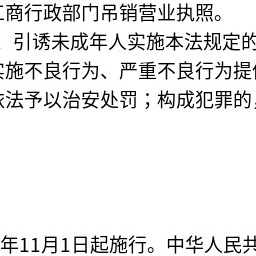 工商行政部门吊销营业执照。
、引诱未成年人实施本法规定的
实施不良行为、严重不良行为提供
依法予以治安处罚；构成犯罪的，
年11月1日起施行。中华人民共